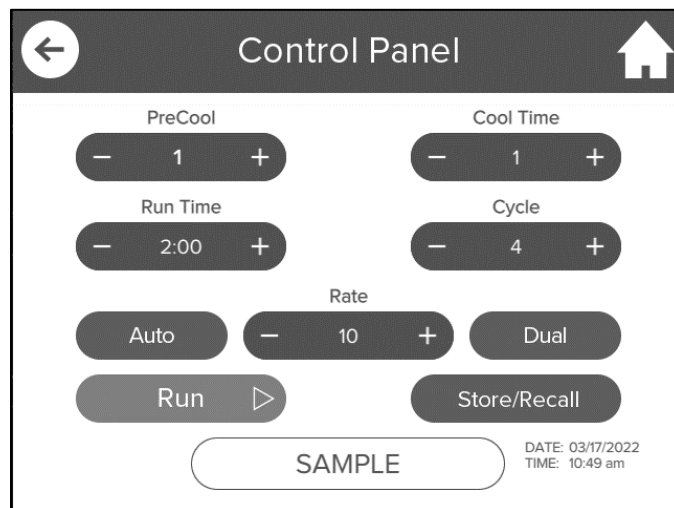 Control Panel
PreCool
Cool Time
− 1 +
− 1 +
Run Time
Cycle
− 2:00 +
− 4 +
Rate
Auto
− 10 +
Dual
Run
Store/Recall
SAMPLE
DATE: 03/17/2022
TIME: 10:49 am